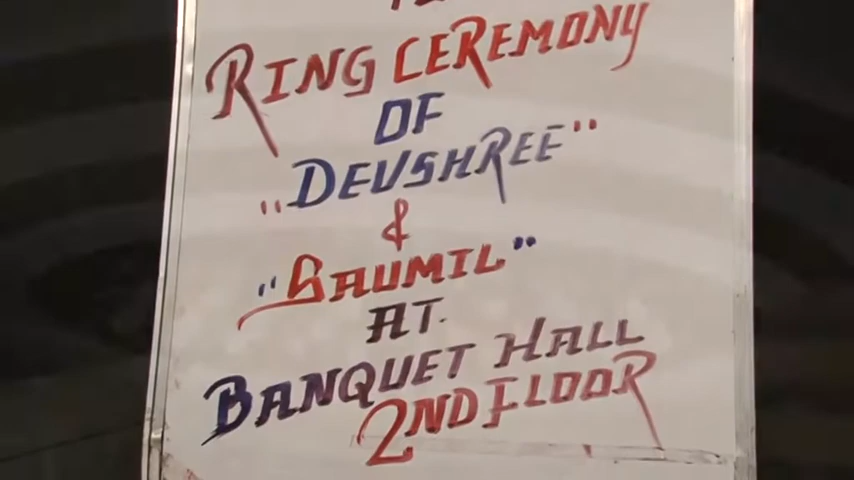 RING CEREMONY
OF
"DEVSHREE"
&
"SAUMIL"
AT
BANQUET HALL
2ND FLOOR